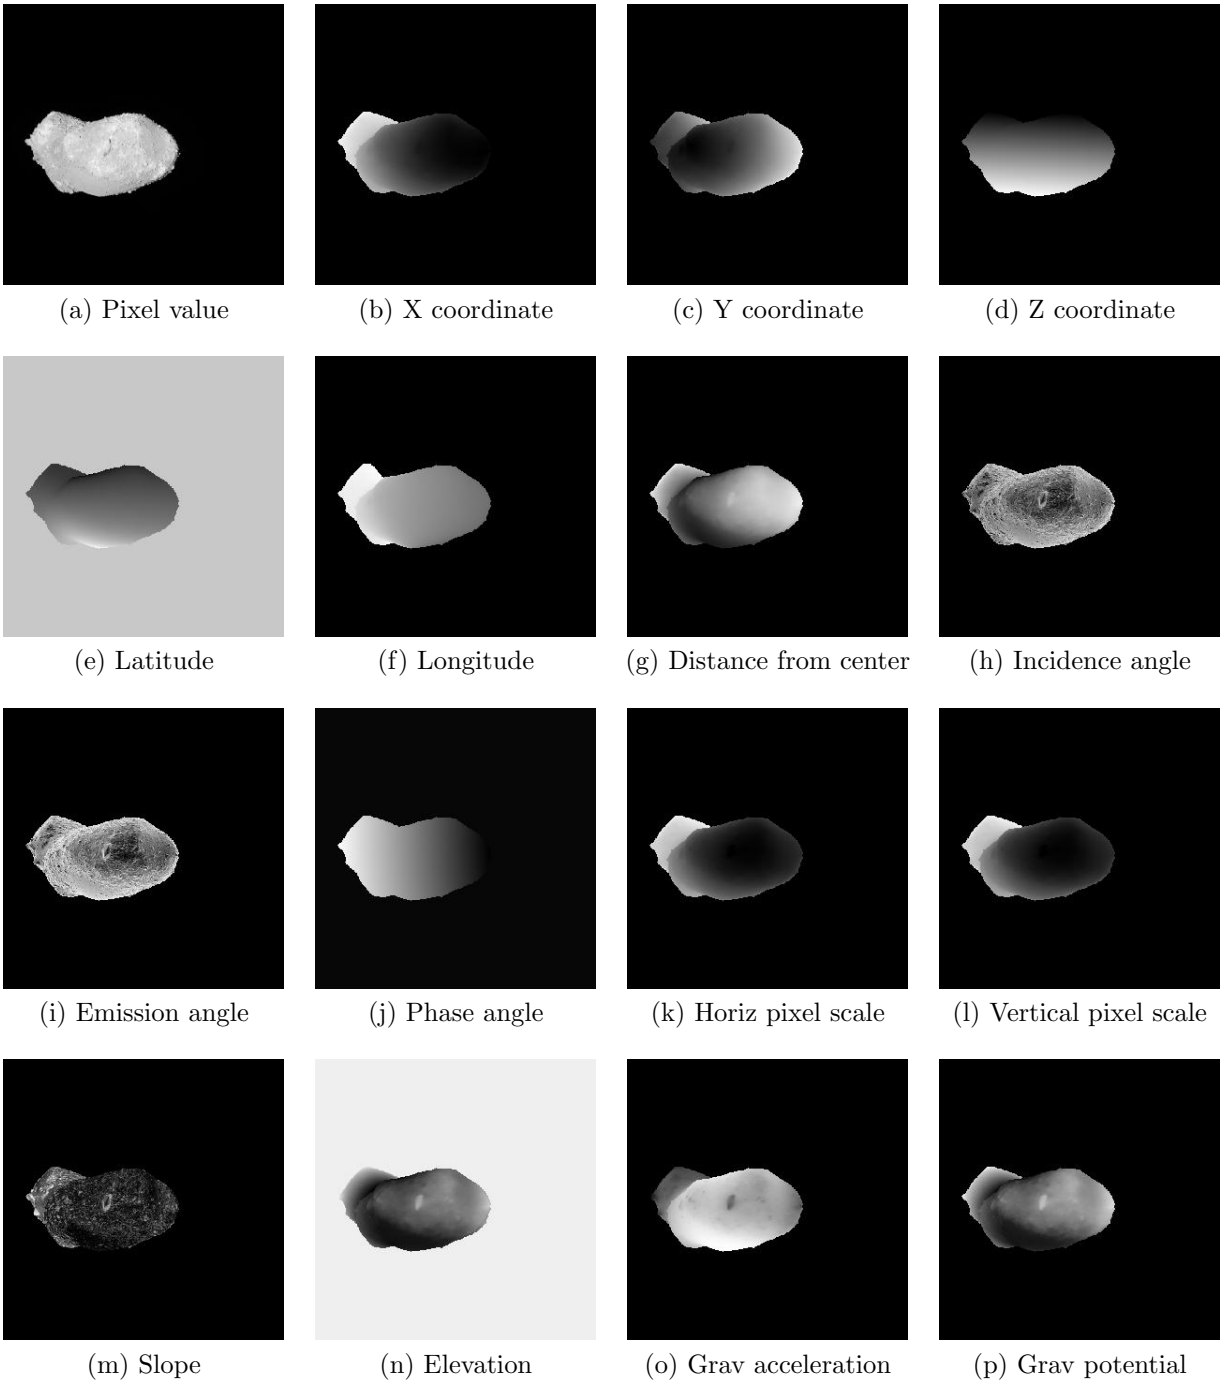 (a) Pixel value
(b) X coordinate
(c) Y coordinate
(d) Z coordinate
(e) Latitude
(f) Longitude
(g) Distance from center
(h) Incidence angle
(i) Emission angle
(j) Phase angle
(k) Horiz pixel scale
(l) Vertical pixel scale
(m) Slope
(n) Elevation
(o) Grav acceleration
(p) Grav potential